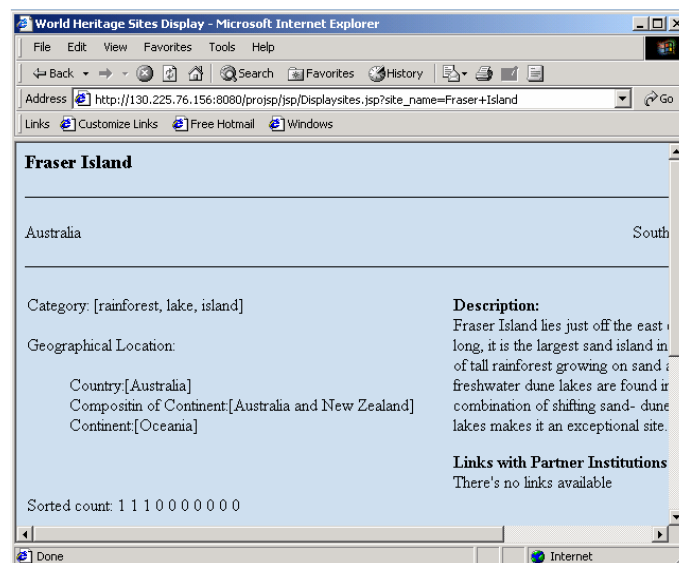 World Heritage Sites Display - Microsoft Internet Explorer
File Edit View Favorites Tools Help
Back Search Favorites History
Address http://130.225.76.156:8080/projsp/jsp/Displaysites.jsp?site_name=Fraser+Island Go
Links Customize Links Free Hotmail Windows
Fraser Island
Australia South
Category: [rainforest, lake, island]
Geographical Location:
Country:[Australia]
Compositin of Continent:[Australia and New Zealand]
Continent:[Oceania]
Sorted count: 1 1 1 0 0 0 0 0 0 0
Description:
Fraser Island lies just off the east
long, it is the largest sand island in
of tall rainforest growing on sand
freshwater dune lakes are found
combination of shifting sand- dune
lakes makes it an exceptional site.
Links with Partner Institutions
There's no links available
Done Internet